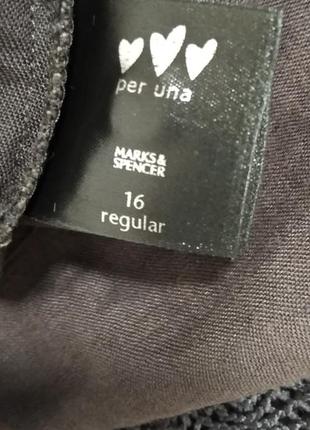 per una
MARKS&
SPENCER
16
regular